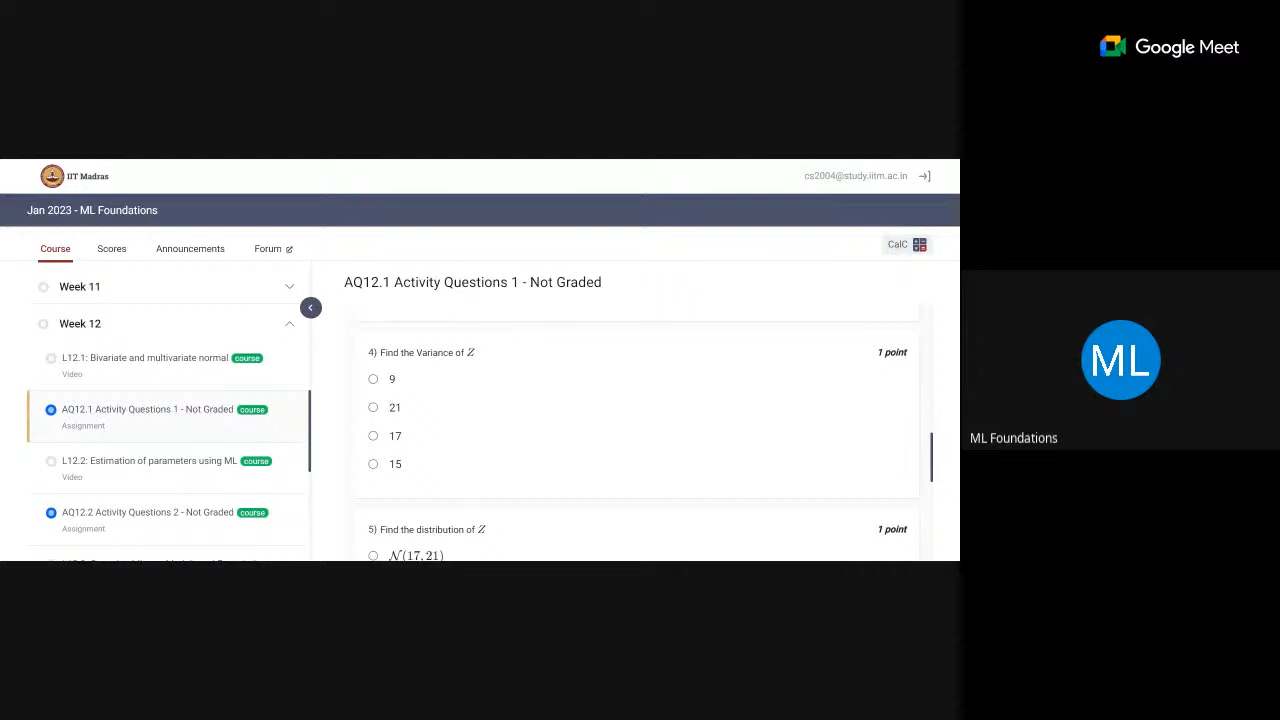 Google Meet
IIT Madras
cs2004@study.iitm.ac.in
Jan 2023 - ML Foundations
Course Scores Announcements Forum
CalC
Week 11
Week 12
L12.1: Bivariate and multivariate normal course
Video
AQ12.1 Activity Questions 1 - Not Graded course
Assignment
L12.2: Estimation of parameters using ML course
Video
AQ12.2 Activity Questions 2 - Not Graded course
Assignment
AQ12.1 Activity Questions 1 - Not Graded
4) Find the Variance of Z
1 point
9
21
17
15
5) Find the distribution of Z
1 point
N(17, 21)
ML
ML Foundations